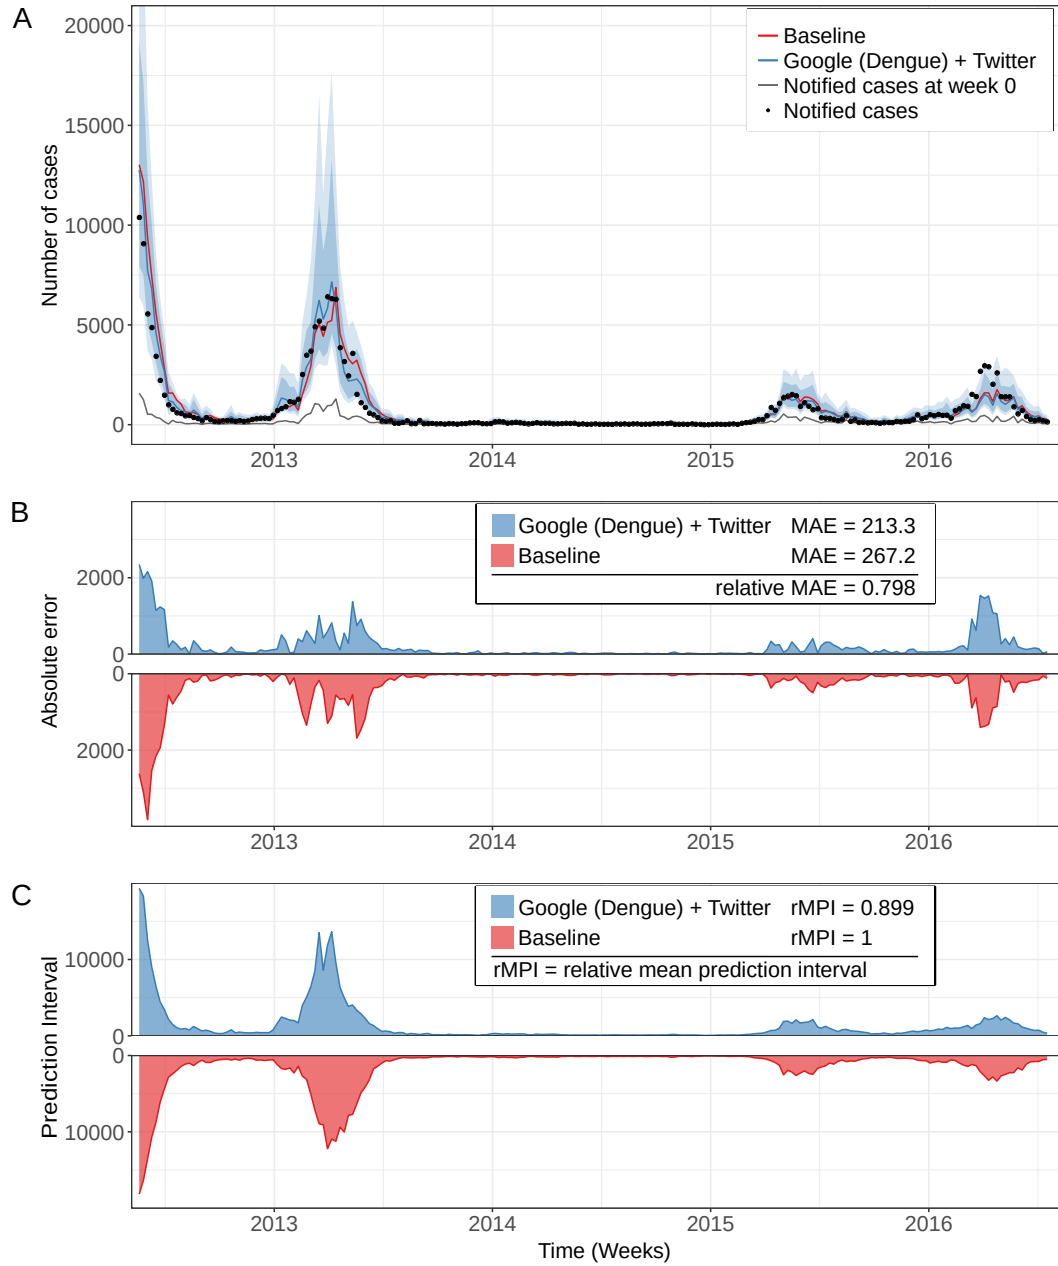 A
20000
15000
10000
5000
0
Number of cases
Baseline
Google (Dengue) + Twitter
Notified cases at week 0
Notified cases
2013 2014 2015 2016
B
2000
0
0
2000
Absolute error
Google (Dengue) + Twitter MAE = 213.3
Baseline MAE = 267.2
relative MAE = 0.798
2013 2014 2015 2016
C
10000
0
0
10000
Prediction Interval
Google (Dengue) + Twitter rMPI = 0.899
Baseline rMPI = 1
rMPI = relative mean prediction interval
2013 2014 2015 2016
Time (Weeks)